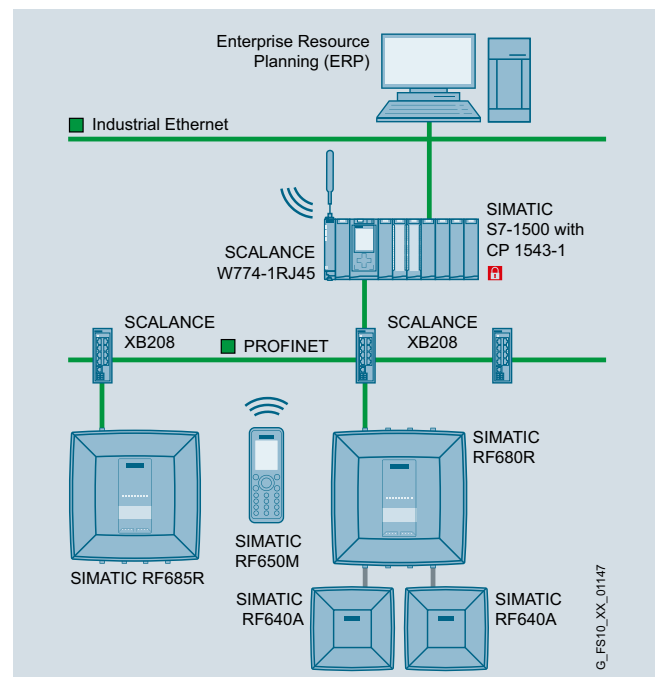 Enterprise Resource
Planning (ERP)
Industrial Ethernet
SIMATIC
S7-1500 with
CP 1543-1
SCALANCE
W774-1RJ45
SCALANCE
XB208
PROFINET
SCALANCE
XB208
SIMATIC
RF680R
SIMATIC RF685R
SIMATIC
RF650M
SIMATIC
RF640A
SIMATIC
RF640A
G_FS10_XX_01147